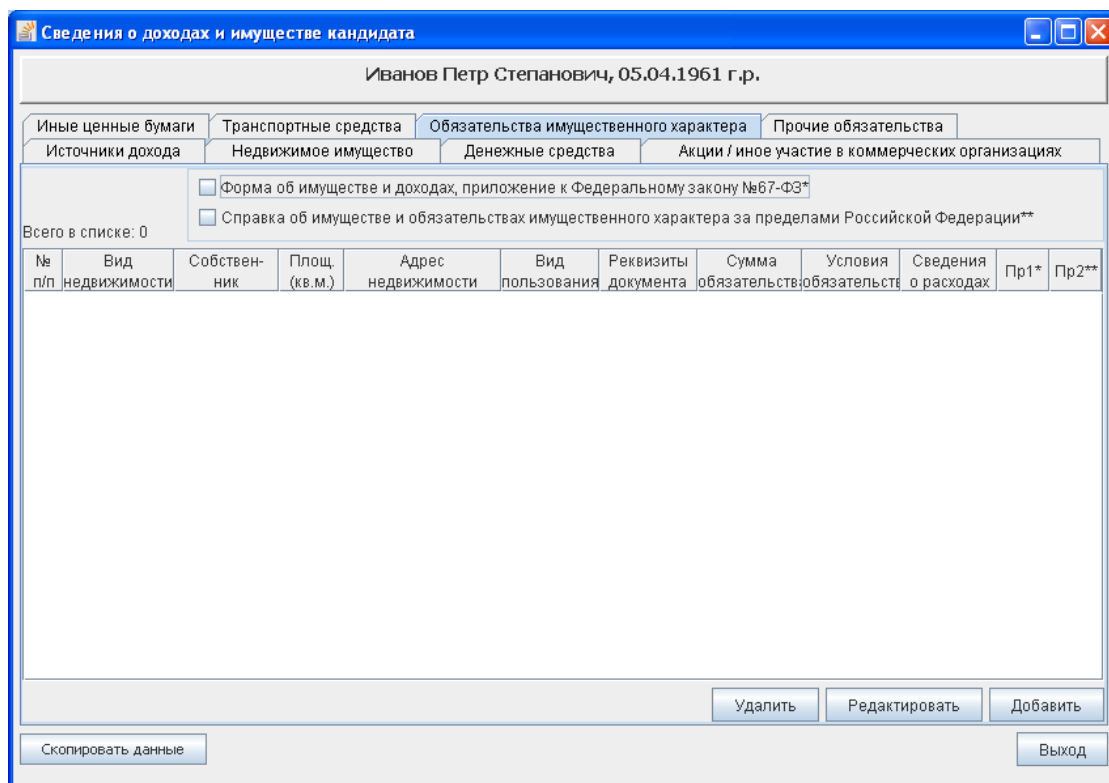 Сведения о доходах и имуществе кандидата
Иванов Петр Степанович, 05.04.1961 г.р.
Иные ценные бумаги Транспортные средства Обязательства имущественного характера Прочие обязательства
Источники дохода Недвижимое имущество Денежные средства Акции / иное участие в коммерческих организациях
Форма об имуществе и доходах, приложение к Федеральному закону №67-ФЗ*
Справка об имуществе и обязательствах имущественного характера за пределами Российской Федерации**
Всего в списке: 0
№ Вид Собствен- Площ. Адрес Вид Реквизиты Сумма Условия Сведения Пр1* Пр2**
п/п недвижимости ник (кв.м.) недвижимости пользования документа обязательства обязательств о расходах
Удалить Редактировать Добавить
Скопировать данные Выход